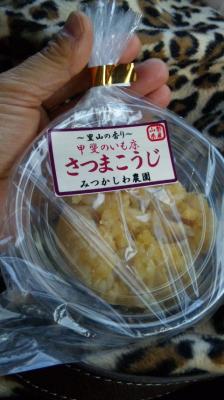 ～里山の香り～
甲斐のいも彦
さつまこうじ
みつかしわ農園